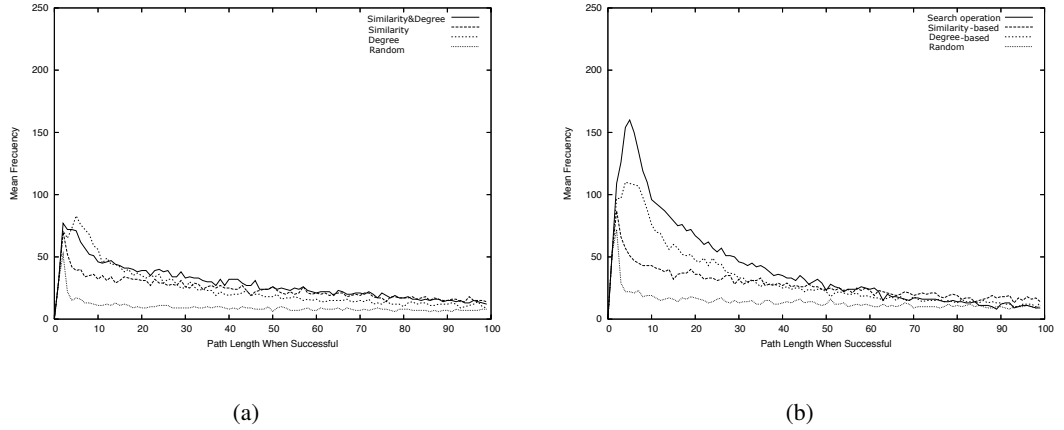 250
200
150
100
50
0
Mean Frecuency
Similarity&Degree
Similarity
Degree
Random
0 10 20 30 40 50 60 70 80 90 100
Path Length When Successful
(a)
250
200
150
100
50
0
Mean Frecuency
Search operation
Similarity-based
Degree-based
Random
0 10 20 30 40 50 60 70 80 90 100
Path Length When Successful
(b)